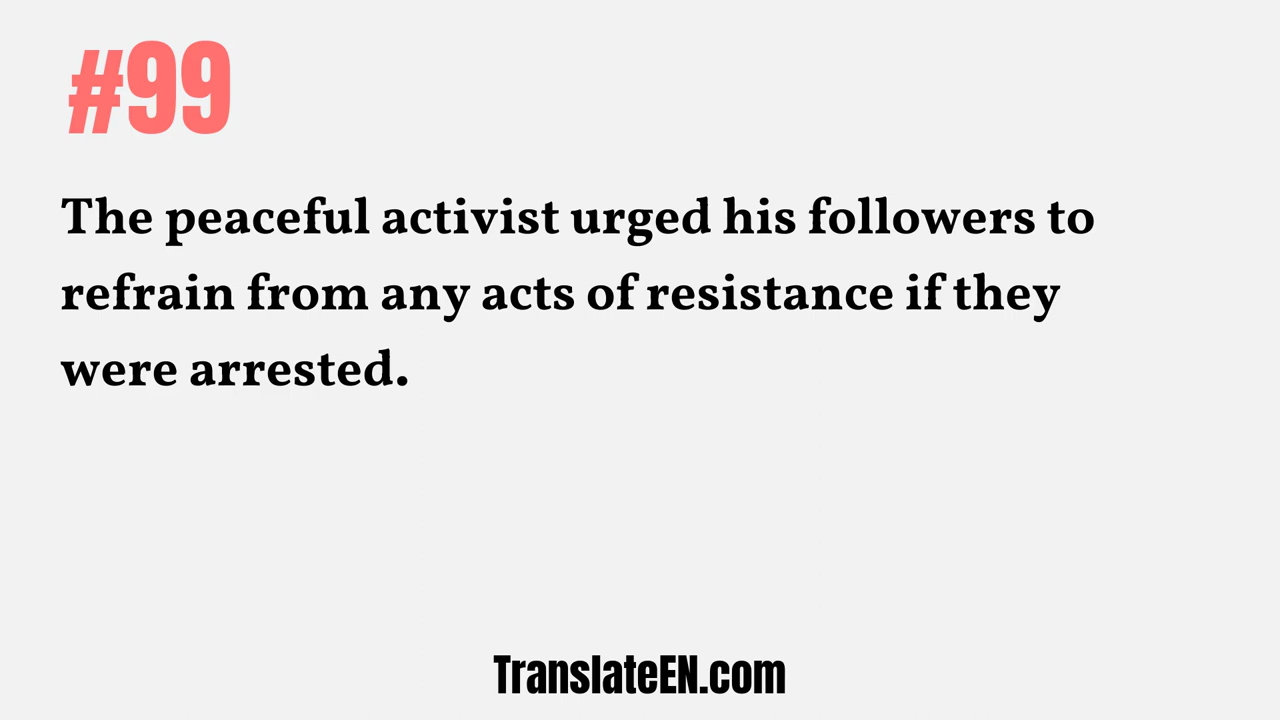 #99
The peaceful activist urged his followers to
refrain from any acts of resistance if they
were arrested.
TranslateEN.com